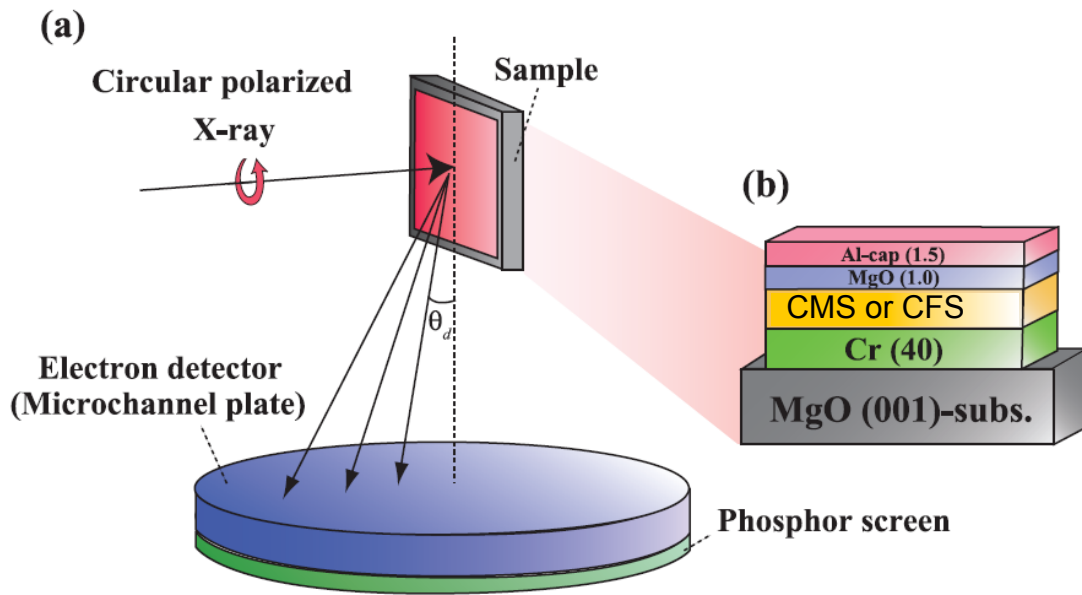 (a)
Circular polarized
X-ray
Sample
θd
Electron detector
(Microchannel plate)
Phosphor screen
(b)
Al-cap (1.5)
MgO (1.0)
CMS or CFS
Cr (40)
MgO (001)-subs.